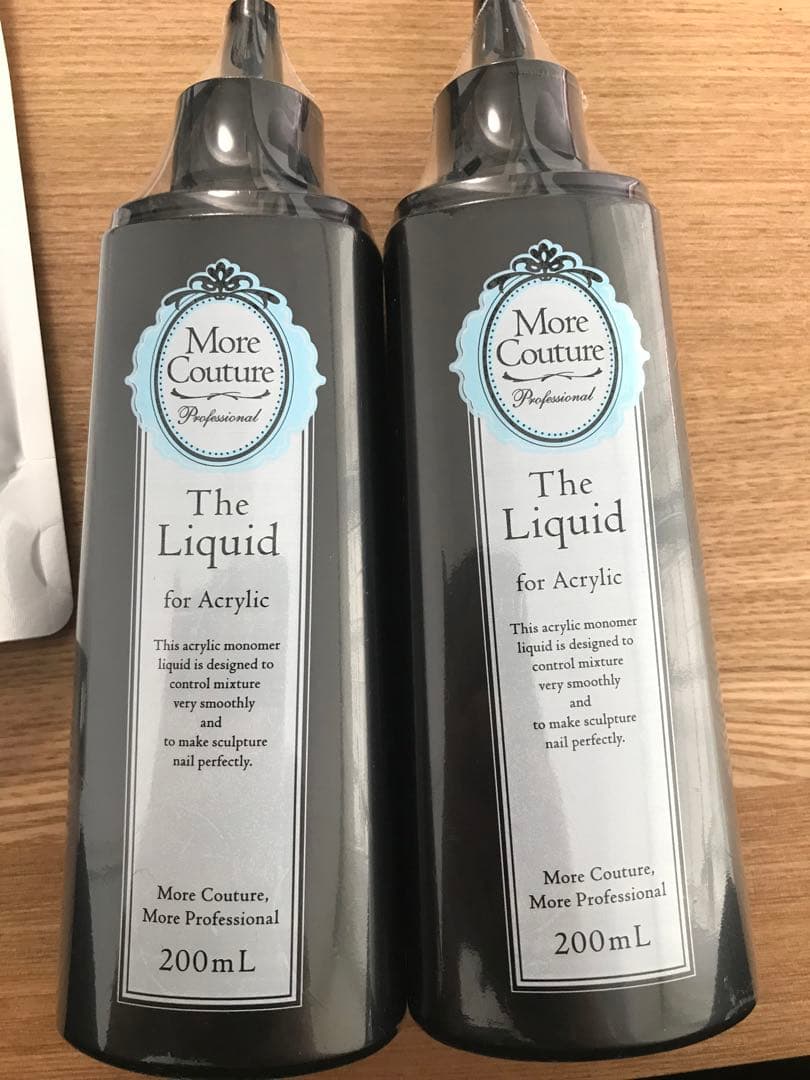 More
Couture
Professional
The
Liquid
for Acrylic
This acrylic monomer
liquid is designed to
control mixture
very smoothly
and
to make sculpture
nail perfectly.
More Couture,
More Professional
200mL
More
Couture
Professional
The
Liquid
for Acrylic
This acrylic monomer
liquid is designed to
control mixture
very smoothly
and
to make sculpture
nail perfectly.
More Couture,
More Professional
200mL